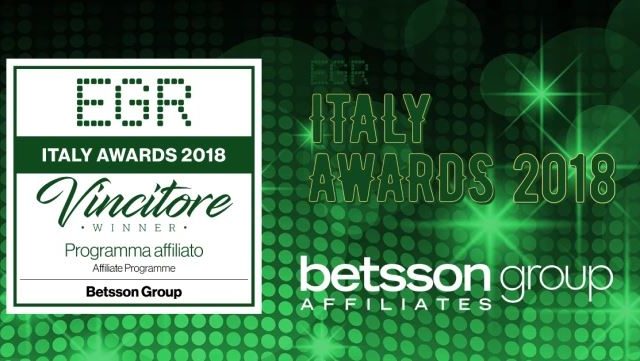 EGR
ITALY AWARDS 2018
Vincitore
• WINNER •
Programma affiliato
Affiliate Programme
Betsson Group
EGR
ITALY
AWARDS 2018
betsson group
AFFILIATES